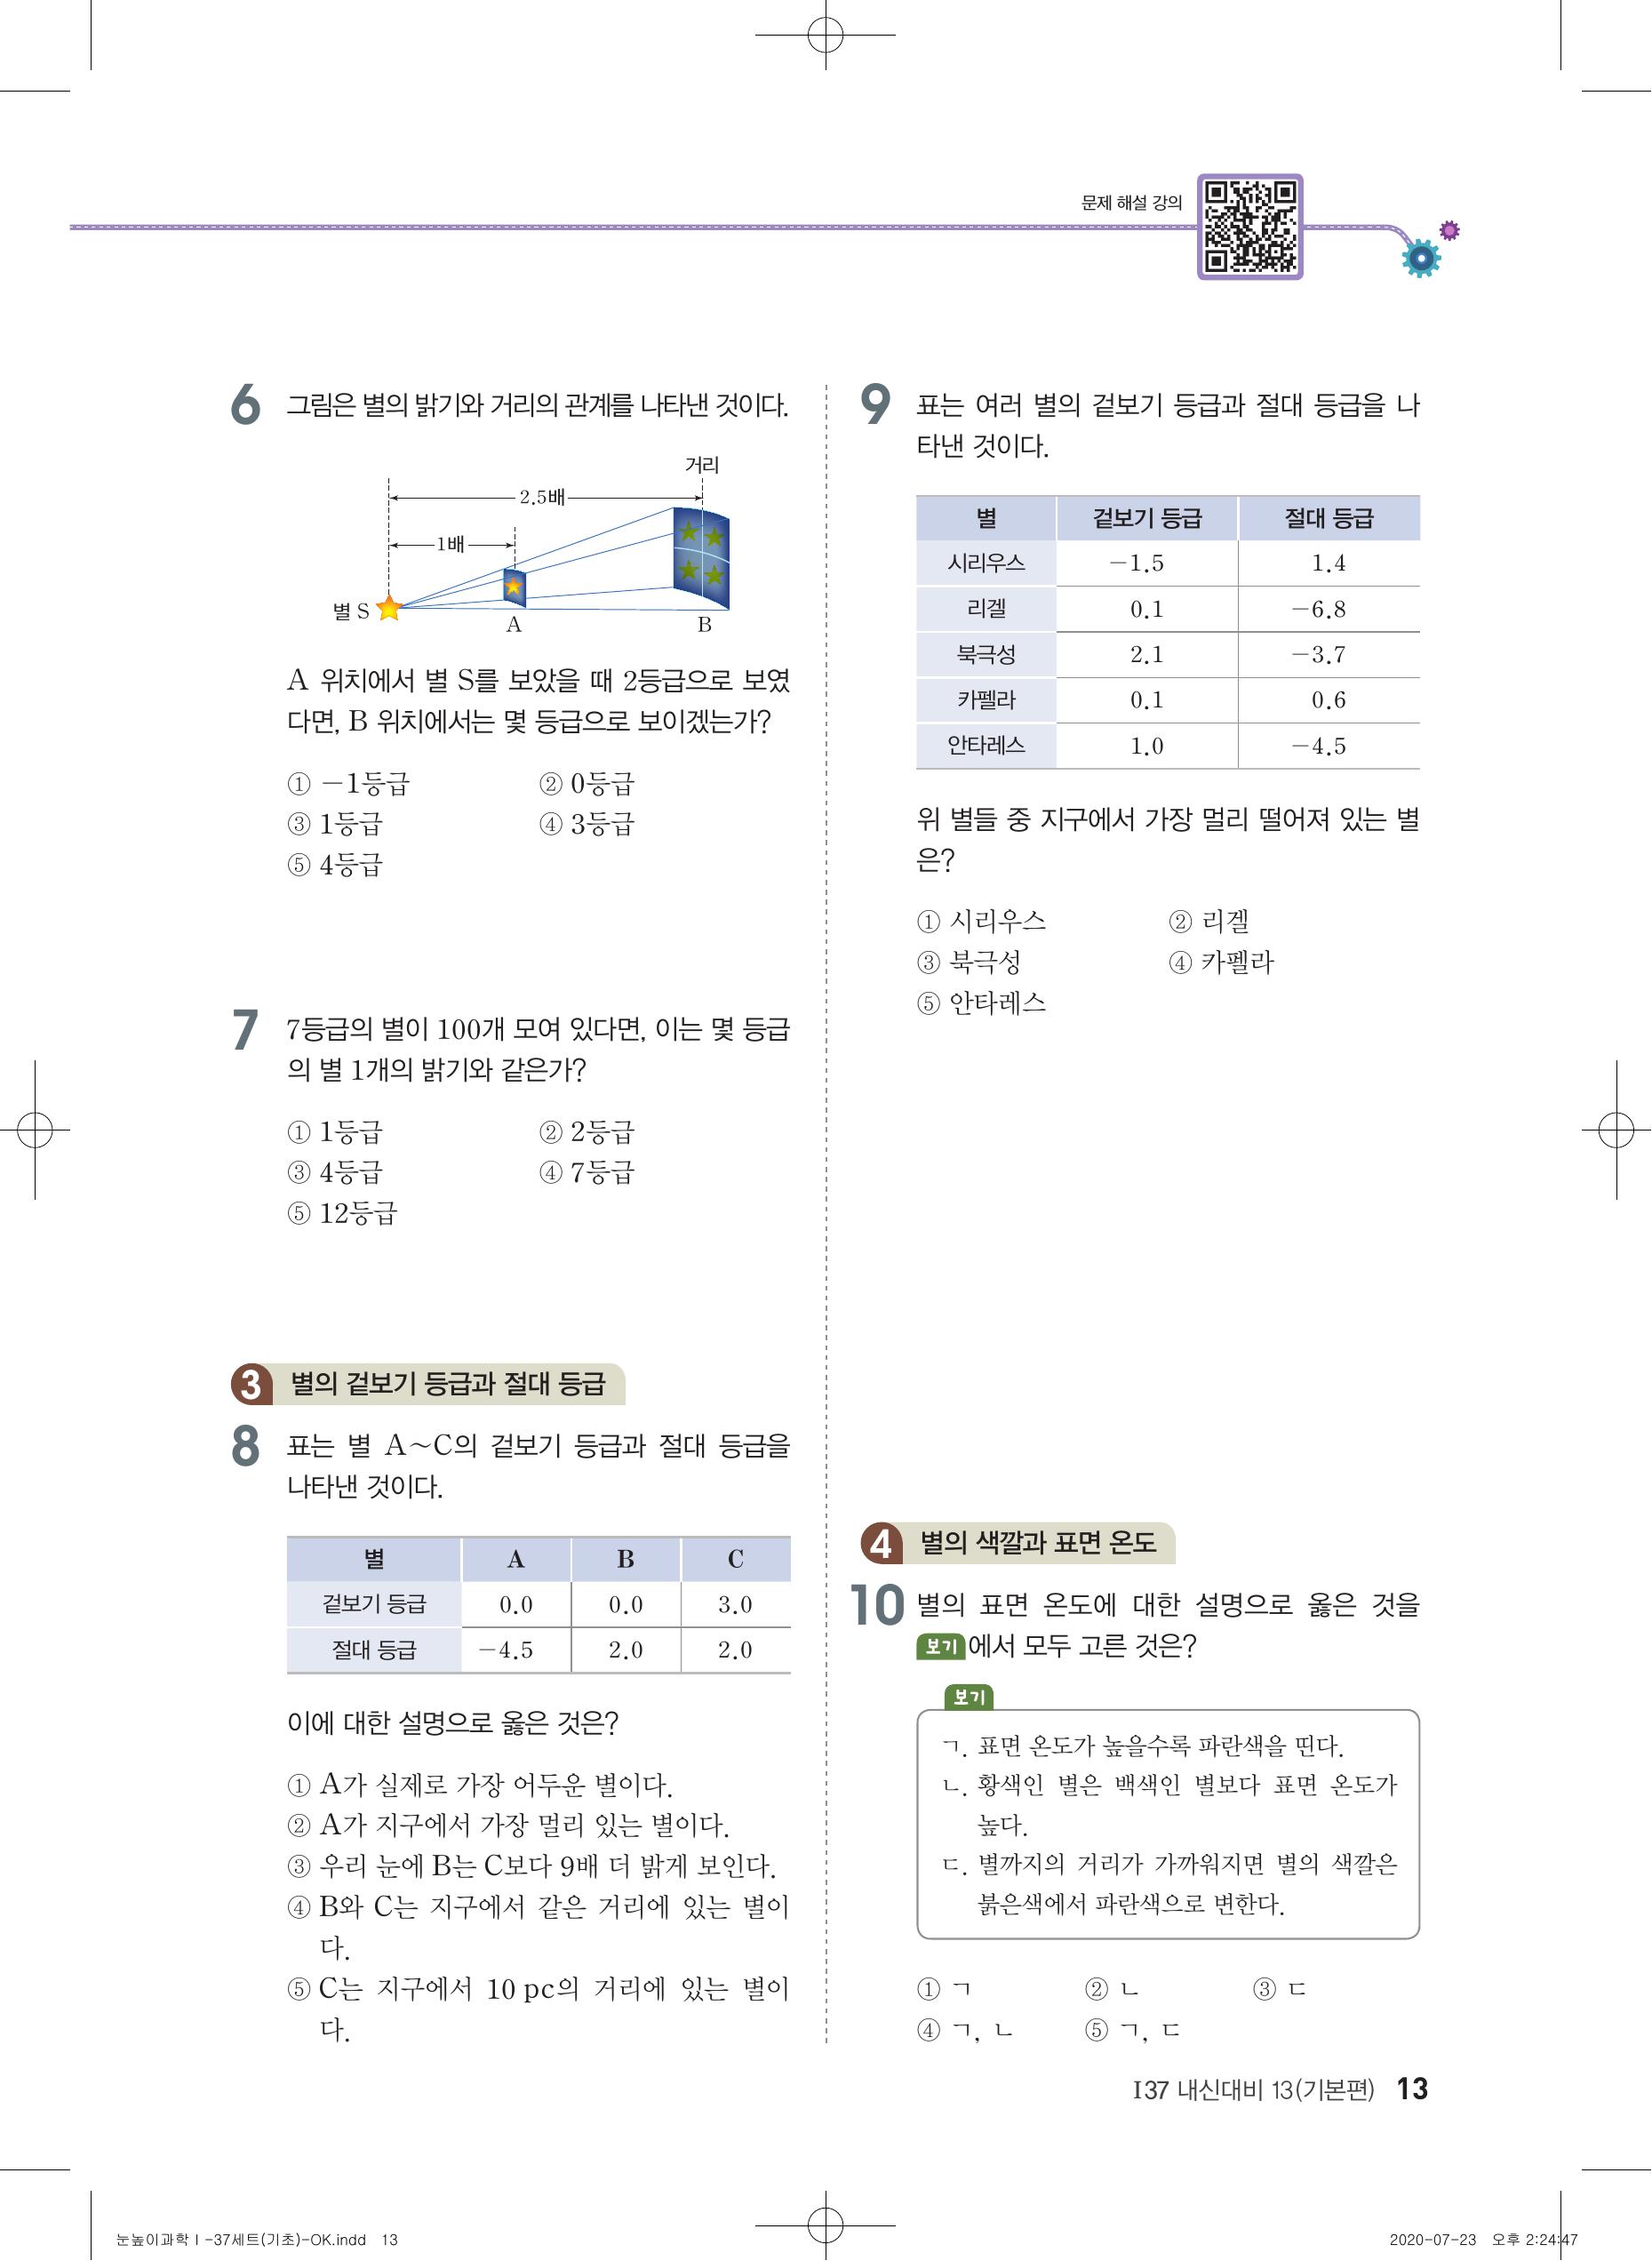 문제 해설 강의
6 그림은 별의 밝기와 거리의 관계를 나타낸 것이다.
거리
2.5배
1배
별 S
A
B
A 위치에서 별 S를 보았을 때 2등급으로 보였
다면, B 위치에서는 몇 등급으로 보이겠는가?
① -1등급 ② 0등급
③ 1등급 ④ 3등급
⑤ 4등급
7 7등급의 별이 100개 모여 있다면, 이는 몇 등급
의 별 1개의 밝기와 같은가?
① 1등급 ② 2등급
③ 4등급 ④ 7등급
⑤ 12등급
3 별의 겉보기 등급과 절대 등급
8 표는 별 A~C의 겉보기 등급과 절대 등급을
나타낸 것이다.
별 A B C
겉보기 등급 0.0 0.0 3.0
절대 등급 -4.5 2.0 2.0
이에 대한 설명으로 옳은 것은?
① A가 실제로 가장 어두운 별이다.
② A가 지구에서 가장 멀리 있는 별이다.
③ 우리 눈에 B는 C보다 9배 더 밝게 보인다.
④ B와 C는 지구에서 같은 거리에 있는 별이
다.
⑤ C는 지구에서 10 pc의 거리에 있는 별이
다.
9 표는 여러 별의 겉보기 등급과 절대 등급을 나
타낸 것이다.
별 겉보기 등급 절대 등급
시리우스 -1.5 1.4
리겔 0.1 -6.8
북극성 2.1 -3.7
카펠라 0.1 0.6
안타레스 1.0 -4.5
위 별들 중 지구에서 가장 멀리 떨어져 있는 별
은?
① 시리우스 ② 리겔
③ 북극성 ④ 카펠라
⑤ 안타레스
4 별의 색깔과 표면 온도
10 별의 표면 온도에 대한 설명으로 옳은 것을
보기 에서 모두 고른 것은?
보기
ㄱ. 표면 온도가 높을수록 파란색을 띤다.
ㄴ. 황색인 별은 백색인 별보다 표면 온도가
높다.
ㄷ. 별까지의 거리가 가까워지면 별의 색깔은
붉은색에서 파란색으로 변한다.
① ㄱ ② ㄴ ③ ㄷ
④ ㄱ, ㄴ ⑤ ㄱ, ㄷ
I37 내신대비 13(기본편) 13
눈높이과학 I-37세트(기초)-OK.indd 13
2020-07-23 오후 2:24:47